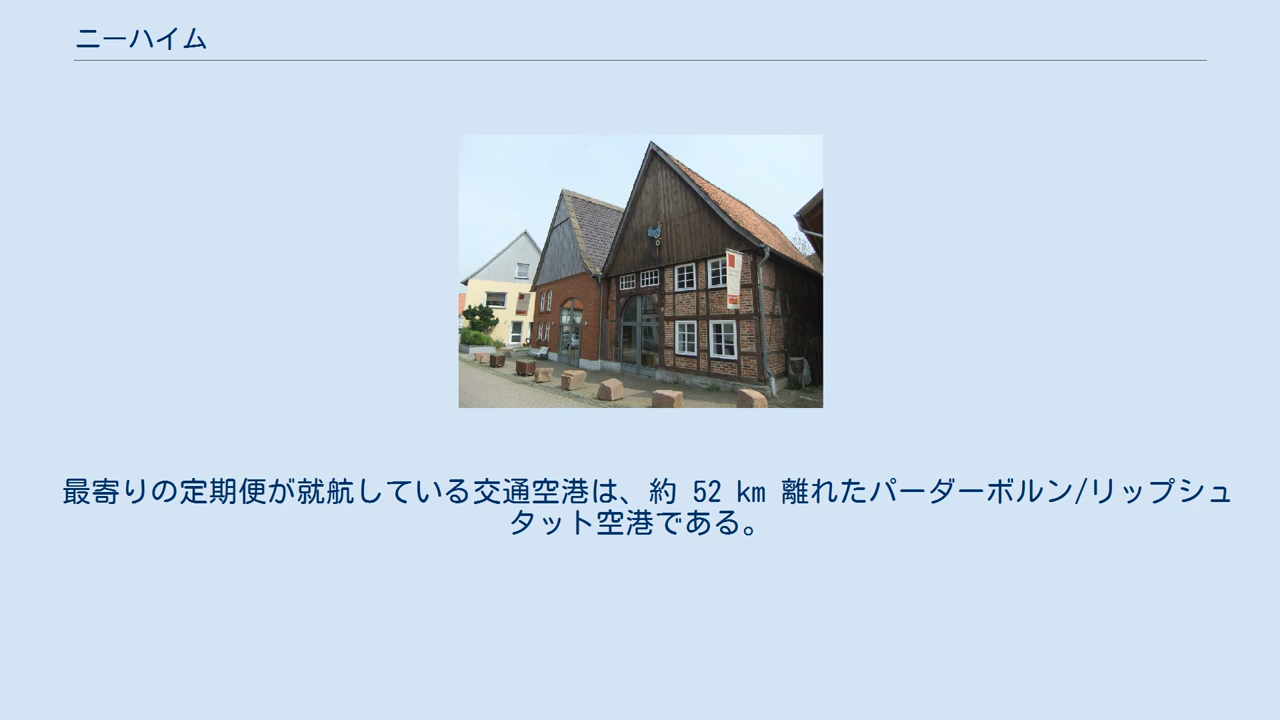 ニーハイム
最寄りの定期便が就航している交通空港は、約 52 km 離れたパーダーボルン/リップシュ
タット空港である。